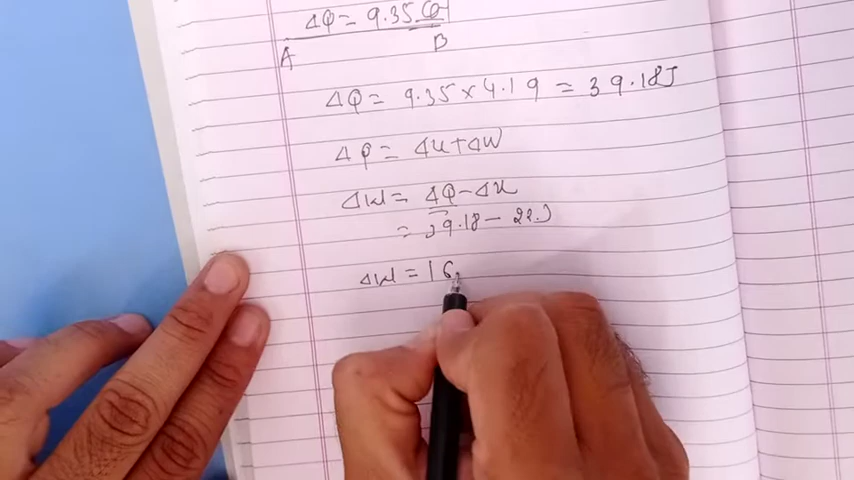 ΔQ = 9.35
A B
ΔQ = 9.35 × 4.19 = 39.18J
ΔQ = ΔU + ΔW
ΔW = ΔQ - ΔU
= 39.18 - 22.3
ΔW = 16.